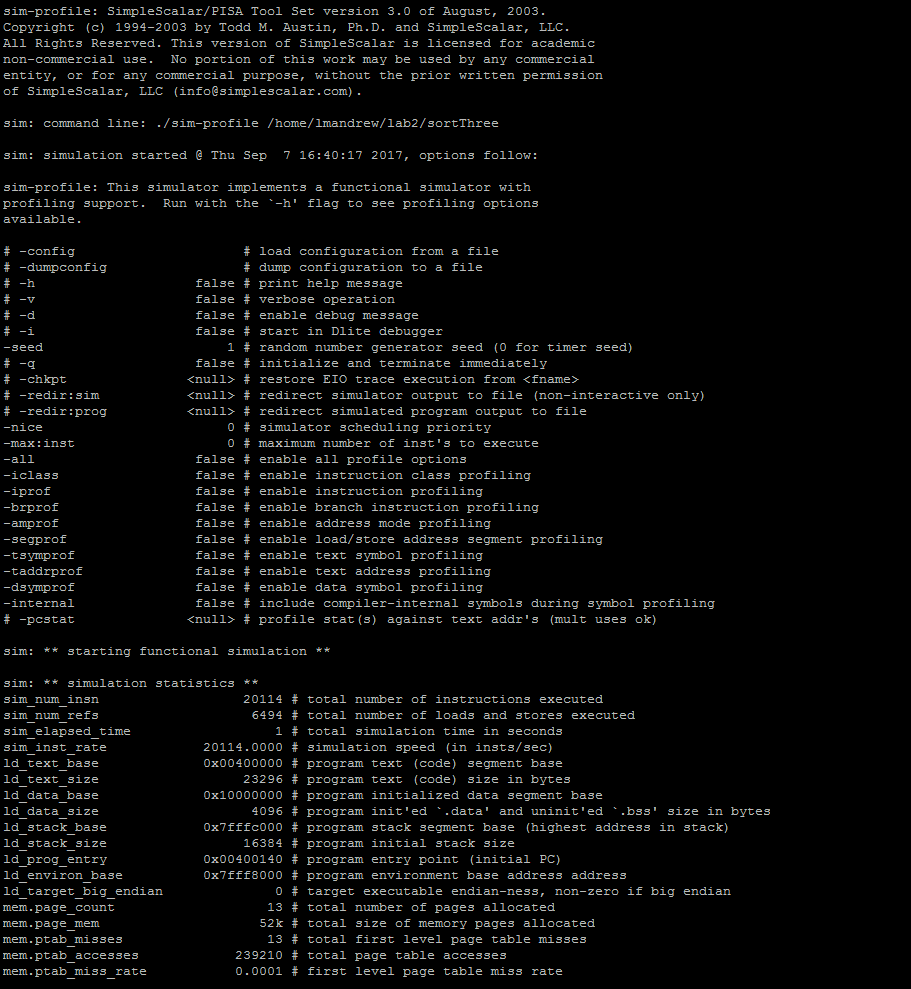 sim-profile: SimpleScalar/PISA Tool Set version 3.0 of August, 2003.
Copyright (c) 1994-2003 by Todd M. Austin, Ph.D. and SimpleScalar, LLC.
All Rights Reserved. This version of SimpleScalar is licensed for academic
non-commercial use.  No portion of this work may be used by any commercial
entity, or for any commercial purpose, without the prior written permission
of SimpleScalar, LLC (info@simplescalar.com).

sim: command line: ./sim-profile /home/lmandrew/lab2/sortThree

sim: simulation started @ Thu Sep  7 16:40:17 2017, options follow:

sim-profile: This simulator implements a functional simulator with
profiling support.  Run with the `-h' flag to see profiling options
available.

# -config                     # load configuration from a file
# -dumpconfig                 # dump configuration to a file
# -h                    false # print help message
# -v                    false # verbose operation
# -d                    false # enable debug message
# -i                    false # start in Dlite debugger
-seed                       1 # random number generator seed (0 for timer seed)
# -q                    false # initialize and terminate immediately
# -chkpt               <null> # restore EIO trace execution from <fname>
# -redir:sim           <null> # redirect simulator output to file (non-interactive only)
# -redir:prog          <null> # redirect simulated program output to file
-nice                       0 # simulator scheduling priority
-max:inst                   0 # maximum number of inst's to execute
-all                    false # enable all profile options
-iclass                 false # enable instruction class profiling
-iprof                  false # enable instruction profiling
-brprof                 false # enable branch instruction profiling
-amprof                 false # enable address mode profiling
-segprof                false # enable load/store address segment profiling
-tsymprof               false # enable text symbol profiling
-taddrprof              false # enable text address profiling
-dsymprof               false # enable data symbol profiling
-internal               false # include compiler-internal symbols during symbol profiling
# -pcstat              <null> # profile stat(s) against text addr's (mult uses ok)

sim: ** starting functional simulation **

sim: ** simulation statistics **
sim_num_insn                  20114 # total number of instructions executed
sim_num_refs                   6494 # total number of loads and stores executed
sim_elapsed_time                  1 # total simulation time in seconds
sim_inst_rate            20114.0000 # simulation speed (in insts/sec)
ld_text_base             0x00400000 # program text (code) segment base
ld_text_size                  23296 # program text (code) size in bytes
ld_data_base             0x10000000 # program initialized data segment base
ld_data_size                   4096 # program init'ed `.data' and uninit'ed `.bss' size in bytes
ld_stack_base            0x7fffc000 # program stack segment base (highest address in stack)
ld_stack_size                 16384 # program initial stack size
ld_prog_entry            0x00400140 # program entry point (initial PC)
ld_environ_base          0x7fff8000 # program environment base address address
ld_target_big_endian              0 # target executable endian-ness, non-zero if big endian
mem.page_count                   13 # total number of pages allocated
mem.page_mem                    52k # total size of memory pages allocated
mem.ptab_misses                  13 # total first level page table misses
mem.ptab_accesses            239210 # total page table accesses
mem.ptab_miss_rate           0.0001 # first level page table miss rate